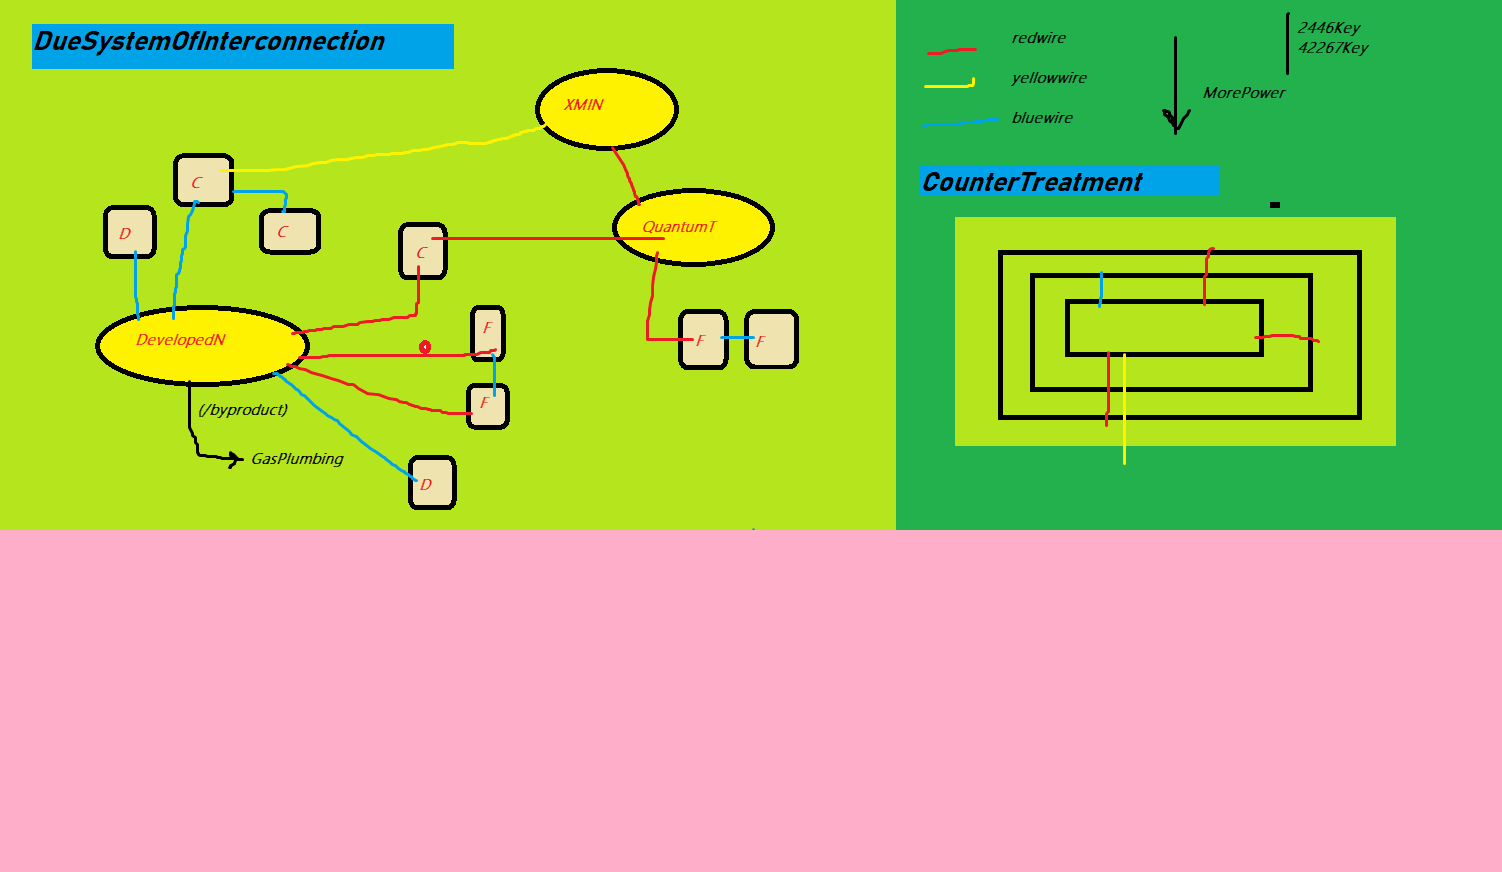 DueSystemOfInterconnection
XMIN
C
D
C
C
QuantumT
DevelopedN
F
F
F
F
(/byproduct)
GasPlumbing
D
redwire
yellowwire
bluewire
2446Key
42267Key
MorePower
CounterTreatment